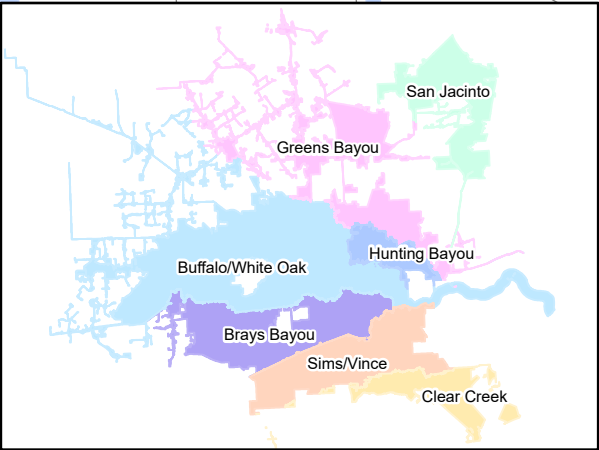 San Jacinto
Greens Bayou
Hunting Bayou
Buffalo/White Oak
Brays Bayou
Sims/Vince
Clear Creek